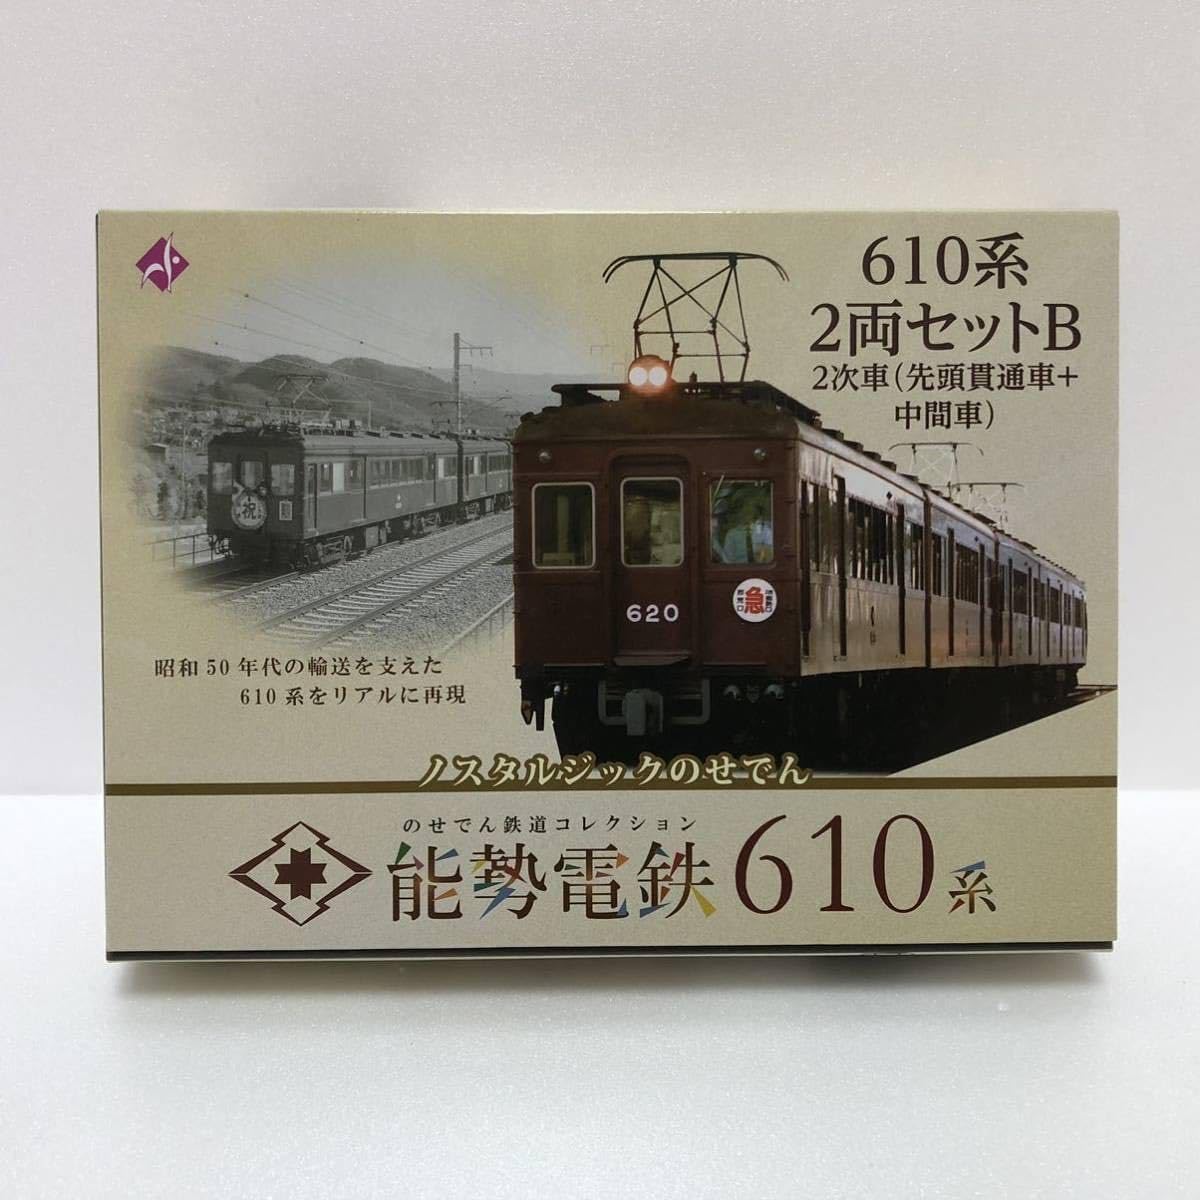 610系
2両セットB
2次車(先頭貫通車+
中間車)
祝
急
620
昭和50年代の輸送を支えた
610系をリアルに再現
ノスタルジックのせでん
のせでん鉄道コレクション
能勢電鉄610系